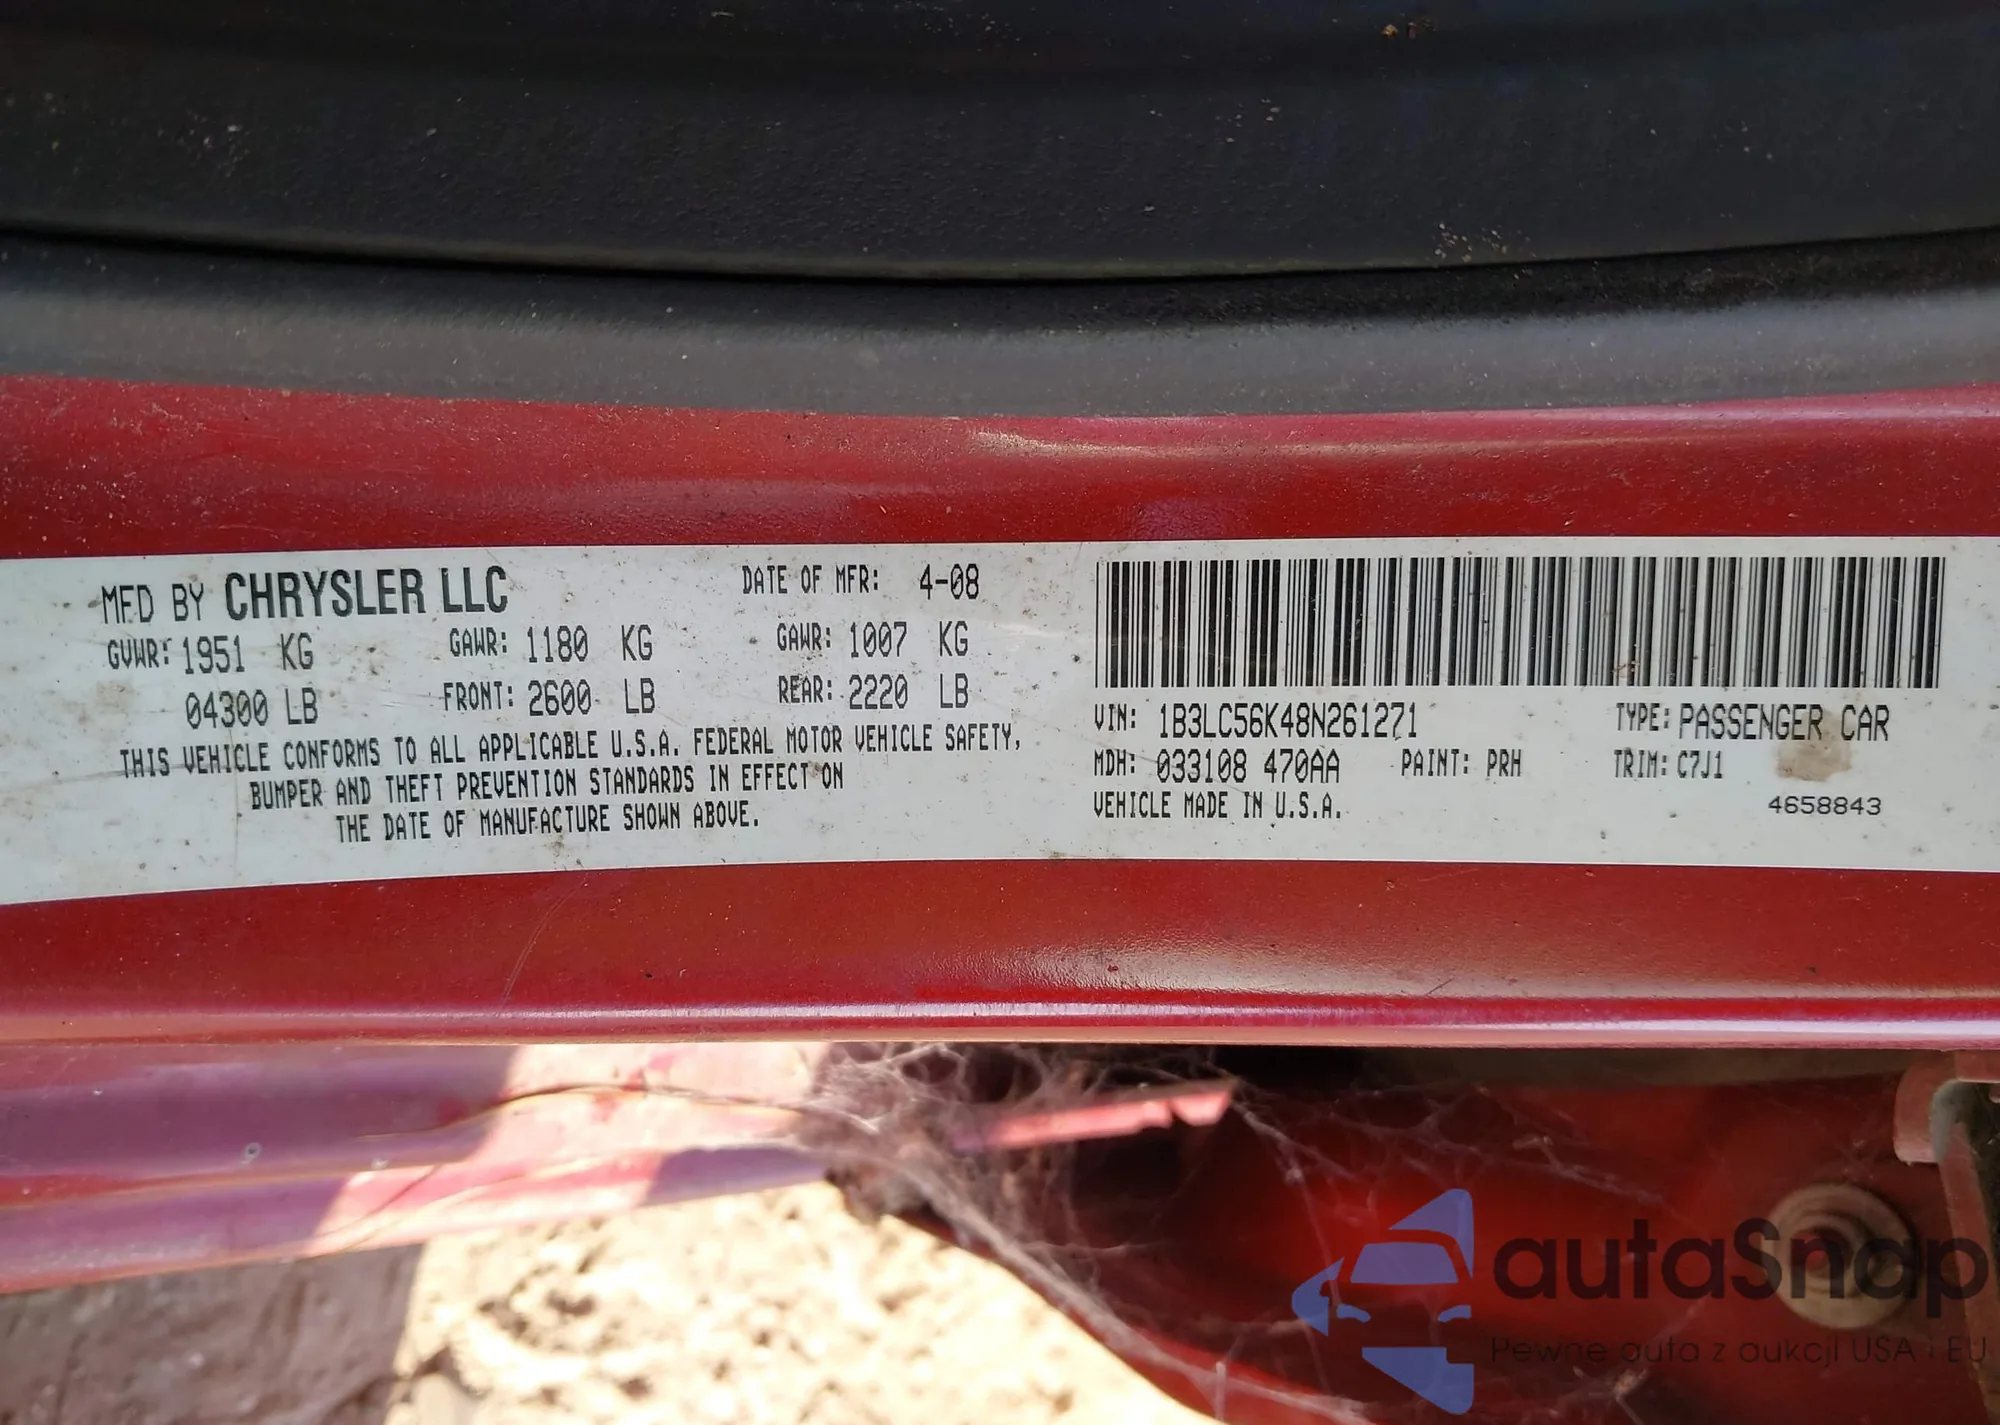 MFD BY CHRYSLER LLC DATE OF MFR: 4-08
GVWR: 1951 KG GAWR: 1180 KG GAWR: 1007 KG
04300 LB FRONT: 2600 LB REAR: 2220 LB
THIS VEHICLE CONFORMS TO ALL APPLICABLE U.S.A. FEDERAL MOTOR VEHICLE SAFETY,
BUMPER AND THEFT PREVENTION STANDARDS IN EFFECT ON
THE DATE OF MANUFACTURE SHOWN ABOVE.
VIN: 1B3LC56K48N261271 TYPE: PASSENGER CAR
MDH: 033108 470AA PAINT: PRH TRIM: C7J1
VEHICLE MADE IN U.S.A. 4658843
autaSnap
Pewne auta z aukcji USA i EU